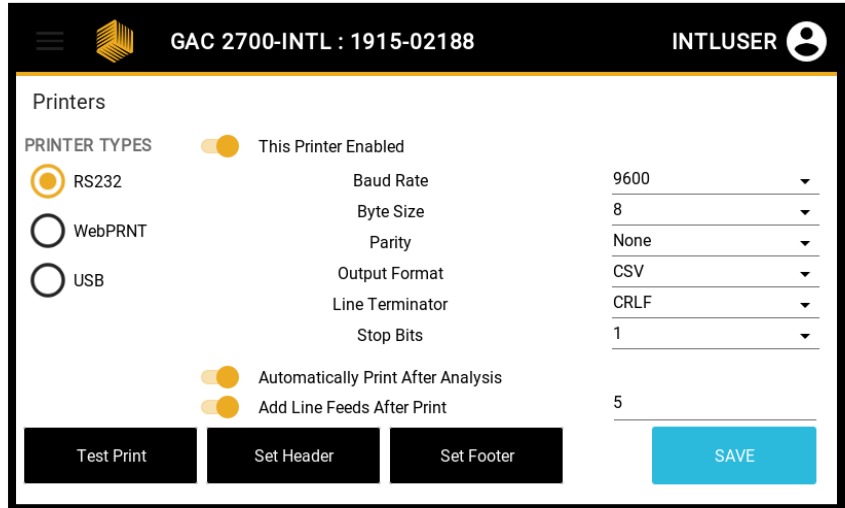 GAC 2700-INTL : 1915-02188 INTLUSER
Printers
PRINTER TYPES This Printer Enabled
RS232 Baud Rate 9600
Byte Size 8
WebPRNT Parity None
USB Output Format CSV
Line Terminator CRLF
Stop Bits 1
Automatically Print After Analysis
Add Line Feeds After Print 5
Test Print Set Header Set Footer SAVE